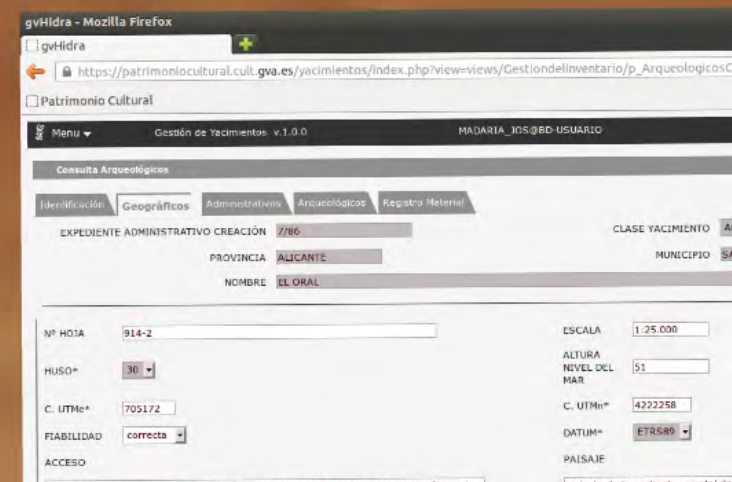 gvHidra - Mozilla Firefox
gvHidra
https://patrimoniocultural.cult.gva.es/yacimientos/index.php?view=views/Gestiondelinventario/p_ArqueologicosC
Patrimonio Cultural
Menu Gestión de Yacimientos v.1.0.0 MADARIA_JOS@BD-USUARIO
Consulta Arqueológicos
Identificación Geográficos Administrativos Arqueológicos Registro Material
EXPEDIENTE ADMINISTRATIVO CREACIÓN 7/86 CLASE YACIMIENTO
PROVINCIA ALICANTE MUNICIPIO
NOMBRE EL ORAL
Nº HOJA 914-2 ESCALA 1:25.000
HUSO* 30 ALTURA NIVEL DEL MAR 51
C. UTMe* 705172 C. UTMn* 4222258
FIABILIDAD correcta DATUM* ETRS89
ACCESO PAISAJE